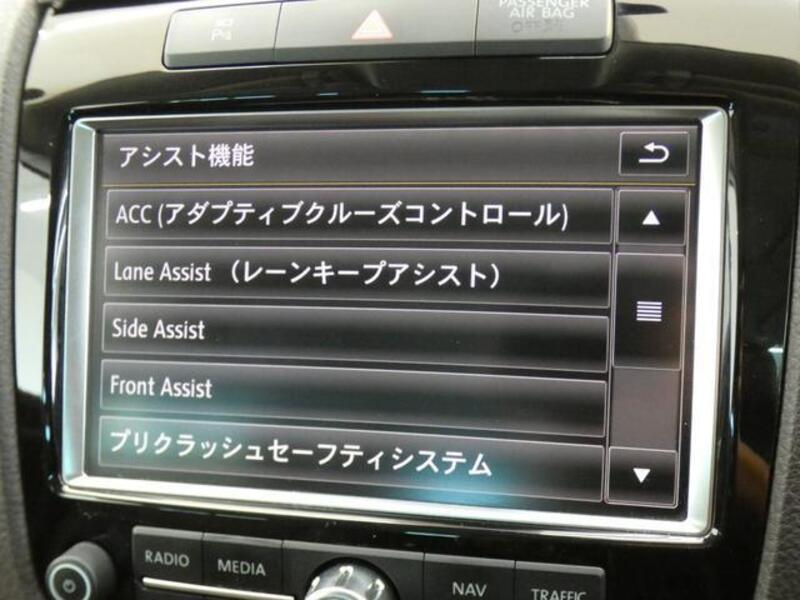 P
PASSENGER
AIR BAG
アシスト機能
ACC (アダプティブクルーズコントロール)
Lane Assist （レーンキープアシスト）
Side Assist
Front Assist
プリクラッシュセーフティシステム
RADIO
MEDIA
NAV
TRAFFIC